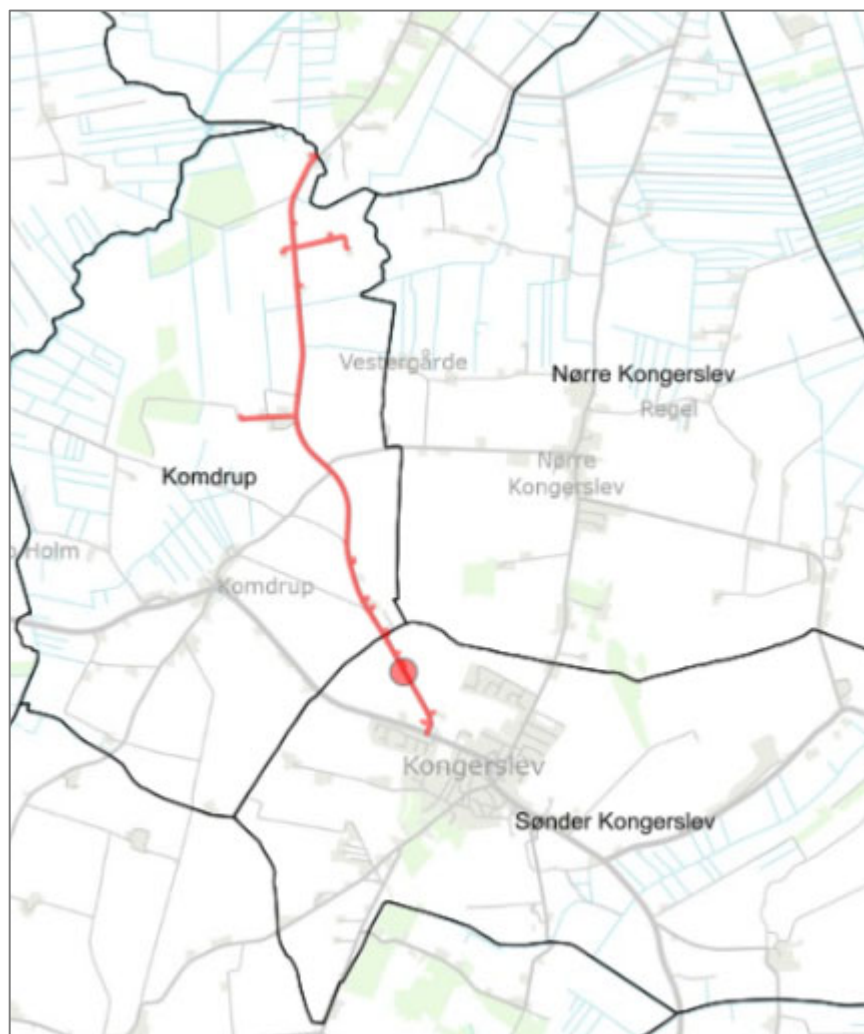 Vestergårde
Nørre Kongerslev
Regel
Nørre
Kongerslev
Komdrup
Holm
Komdrup
Kongerslev
Sønder Kongerslev